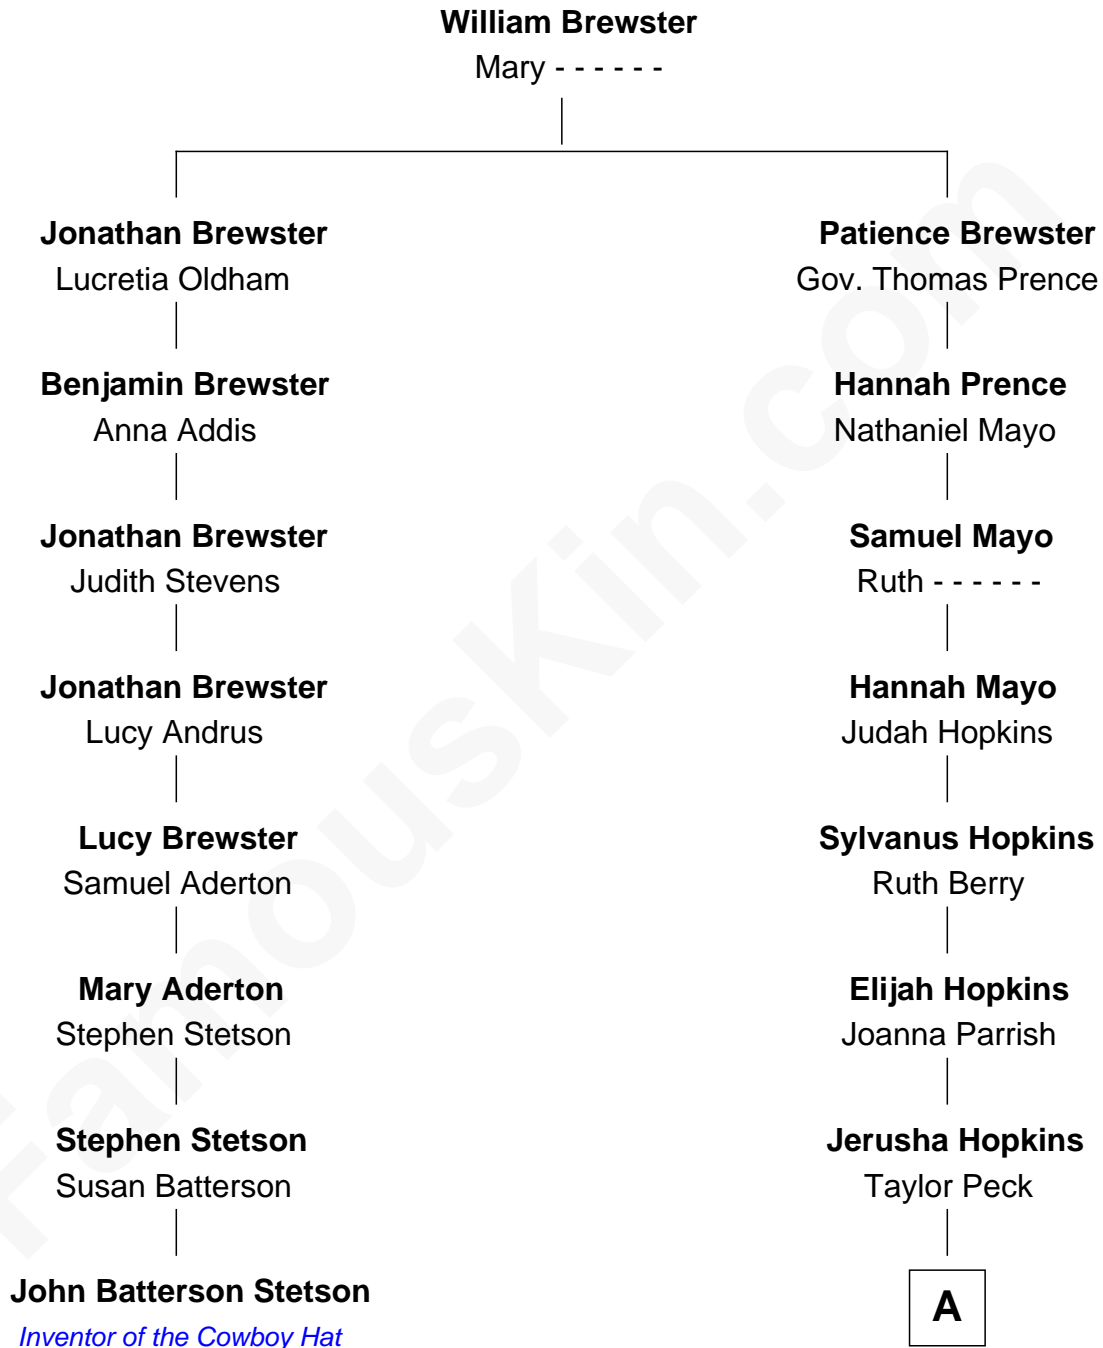 William Brewster
Mary - - - - - -
Jonathan Brewster
Lucretia Oldham
Patience Brewster
Gov. Thomas Prence
Benjamin Brewster
Anna Addis
Hannah Prence
Nathaniel Mayo
Jonathan Brewster
Judith Stevens
Samuel Mayo
Ruth - - - - - -
Jonathan Brewster
Lucy Andrus
Hannah Mayo
Judah Hopkins
Lucy Brewster
Samuel Aderton
Sylvanus Hopkins
Ruth Berry
Mary Aderton
Stephen Stetson
Elijah Hopkins
Joanna Parrish
Stephen Stetson
Susan Batterson
Jerusha Hopkins
Taylor Peck
John Batterson Stetson
Inventor of the Cowboy Hat
A
FamousKin.com